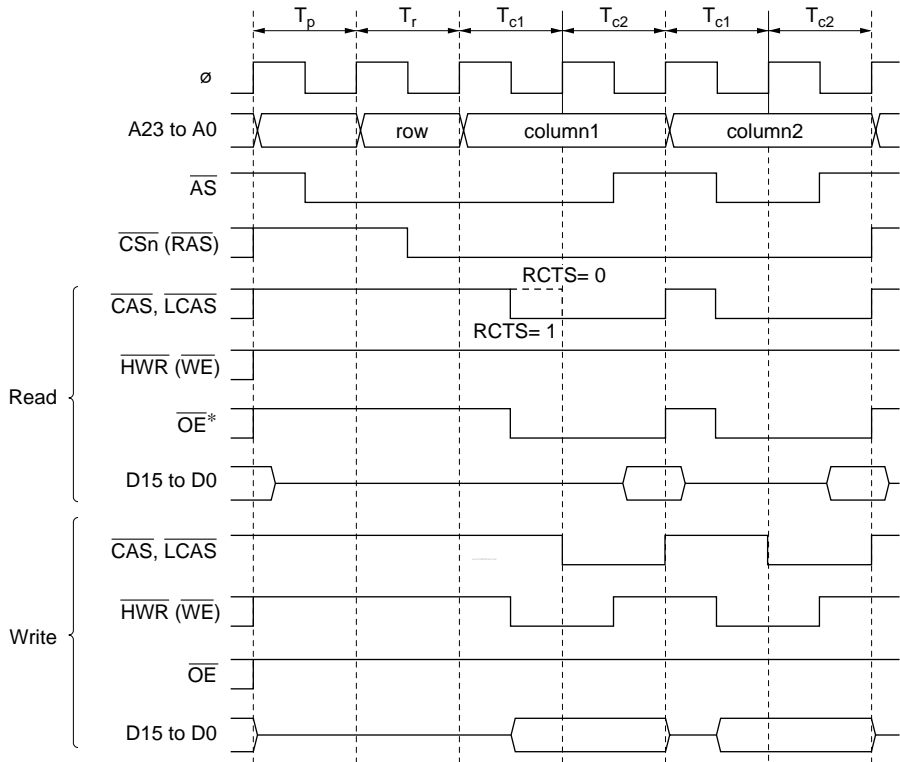 Tp Tr Tc1 Tc2 Tc1 Tc2
ø
A23 to A0 row column1 column2
AS
CSn (RAS)
RCTS= 0
CAS, LCAS
RCTS= 1
HWR (WE)
Read
OE*
D15 to D0
CAS, LCAS
HWR (WE)
Write
OE
D15 to D0